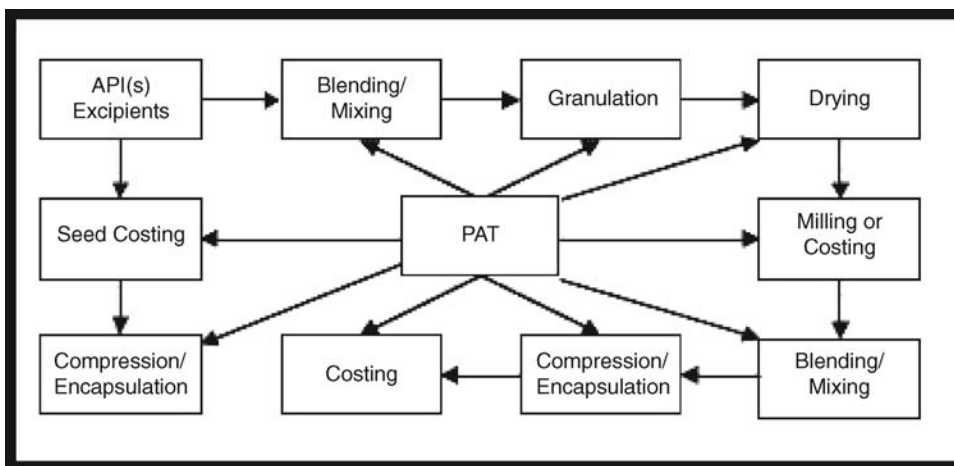 API(s)
Excipients
Blending/
Mixing
Granulation
Drying
Seed Costing
PAT
Milling or
Costing
Compression/
Encapsulation
Costing
Compression/
Encapsulation
Blending/
Mixing